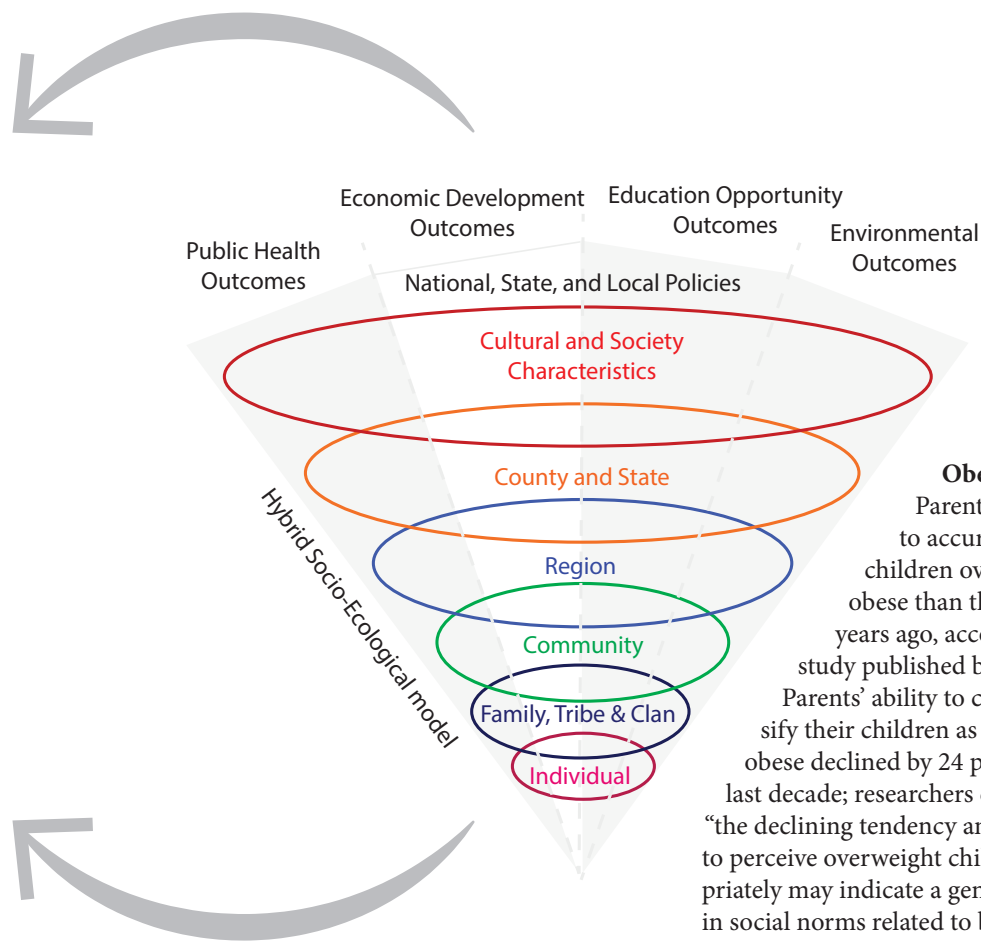 Economic Development
Outcomes
Education Opportunity
Outcomes
Public Health
Outcomes
Environmental
Outcomes
National, State, and Local Policies
Cultural and Society
Characteristics
County and State
Region
Community
Family, Tribe & Clan
Individual
Hybrid Socio-Ecological model
Obe
Parent
to accur
children ov
obese than th
years ago, acco
study published b
Parents’ ability to c
sify their children as
obese declined by 24 p
last decade; researchers
“the declining tendency a
to perceive overweight chi
priately may indicate a gen
in social norms related to b